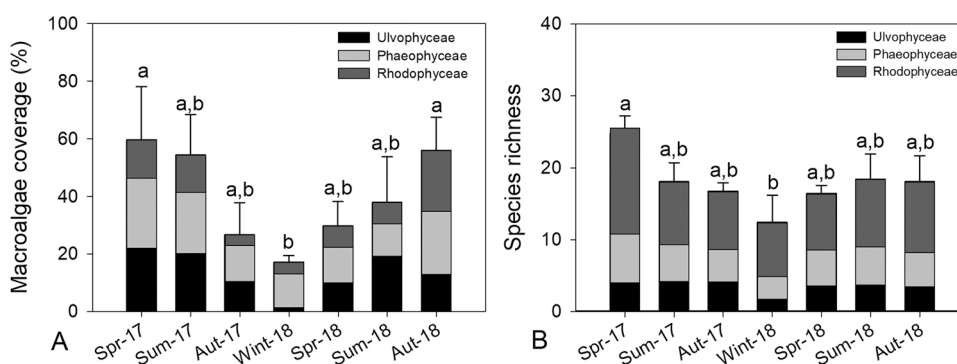 Macroalgae coverage (%)
100
80
60
40
20
0
Ulvophyceae
Phaeophyceae
Rhodophyceae
a
a,b
a,b
b
a,b
a,b
a
Spr-17
Sum-17
Aut-17
Wint-18
Spr-18
Sum-18
Aut-18
A
Species richness
40
30
20
10
0
Ulvophyceae
Phaeophyceae
Rhodophyceae
a
a,b
a,b
b
a,b
a,b
a,b
Spr-17
Sum-17
Aut-17
Wint-18
Spr-18
Sum-18
Aut-18
B